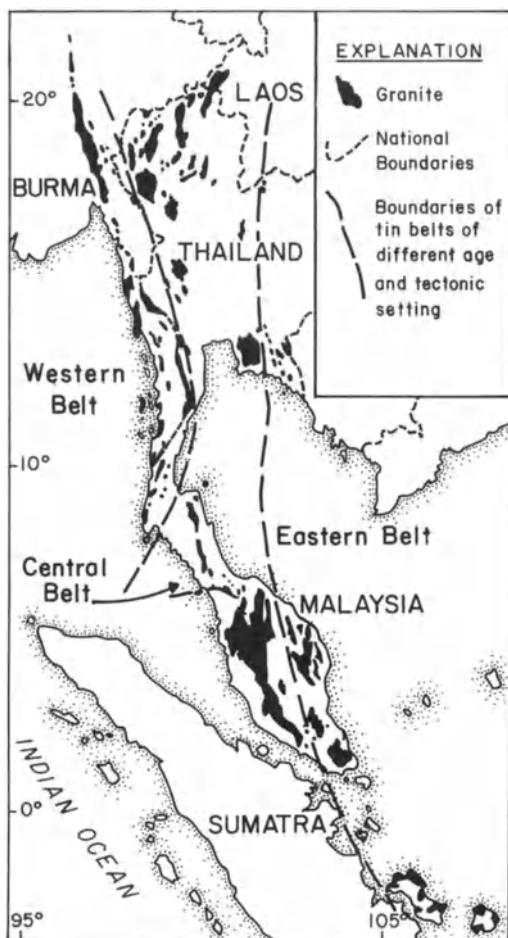 EXPLANATION
Granite
National
Boundaries
Boundaries of
tin belts of
different age
and tectonic
setting
20°
LAOS
BURMA
THAILAND
Western
Belt
10°
Eastern Belt
Central
Belt
MALAYSIA
INDIAN OCEAN
0°
SUMATRA
95°
105°